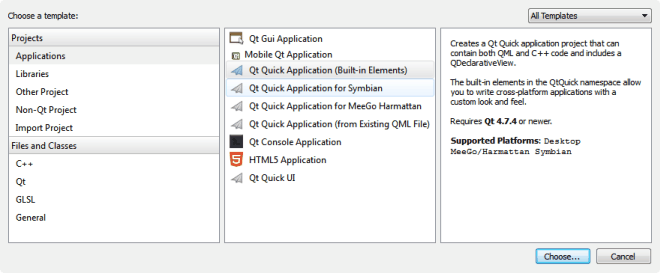 Choose a template:
All Templates
Projects
Applications
Libraries
Other Project
Non-Qt Project
Import Project
Files and Classes
C++
Qt
GLSL
General
Qt Gui Application
Mobile Qt Application
Qt Quick Application (Built-in Elements)
Qt Quick Application for Symbian
Qt Quick Application for MeeGo Harmattan
Qt Quick Application (from Existing QML File)
Qt Console Application
HTML5 Application
Qt Quick UI
Creates a Qt Quick application project that can
contain both QML and C++ code and includes a
QDeclarativeView.
The built-in elements in the QtQuick namespace allow
you to write cross-platform applications with a
custom look and feel.
Requires Qt 4.7.4 or newer.
Supported Platforms: Desktop
MeeGo/Harmattan Symbian
Choose...
Cancel